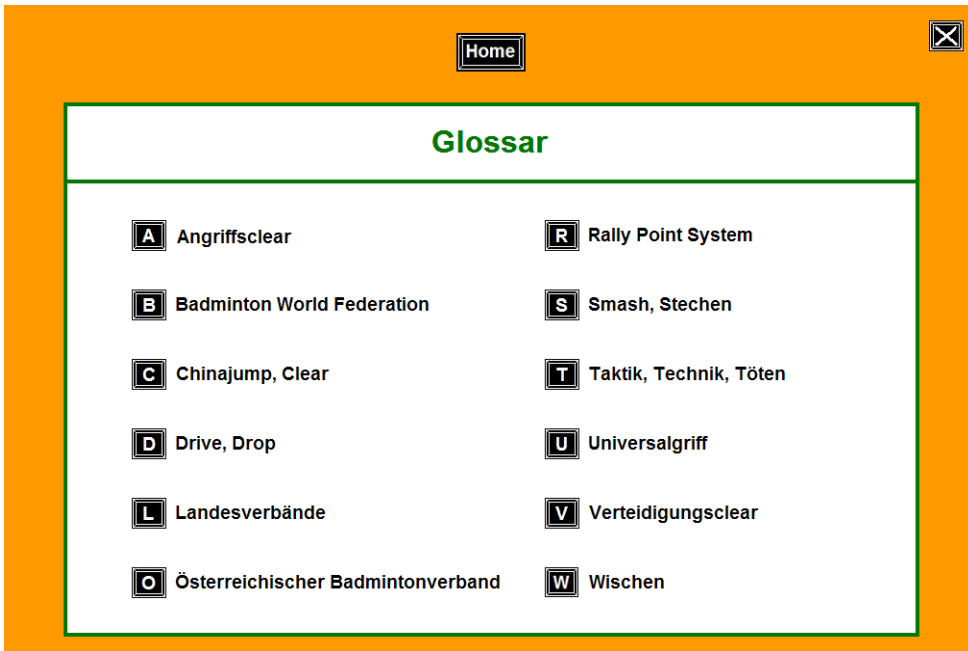 Home
Glossar
A Angriffsclear
B Badminton World Federation
C Chinajump, Clear
D Drive, Drop
L Landesverbände
O Österreichischer Badmintonverband
R Rally Point System
S Smash, Stechen
T Taktik, Technik, Töten
U Universalgriff
V Verteidigungsclear
W Wischen